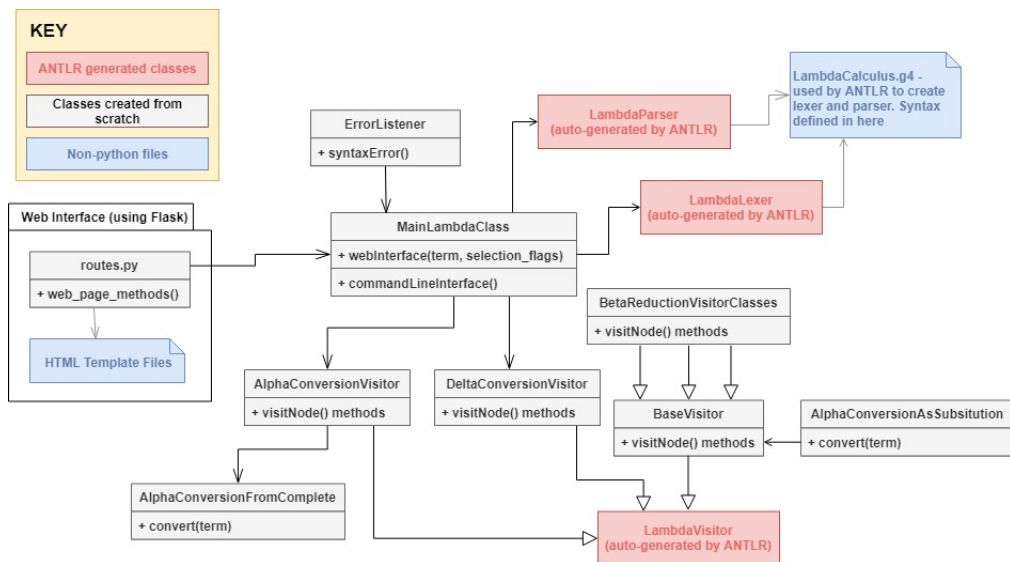 KEY
ANTLR generated classes
Classes created from
scratch
Non-python files
ErrorListener
+ syntaxError()
LambdaParser
(auto-generated by ANTLR)
LambdaCalculus.g4 -
used by ANTLR to create
lexer and parser. Syntax
defined in here
LambdaLexer
(auto-generated by ANTLR)
Web Interface (using Flask)
routes.py
+ web_page_methods()
HTML Template Files
MainLambdaClass
+ webInterface(term, selection_flags)
+ commandLineInterface()
BetaReductionVisitorClasses
+ visitNode() methods
AlphaConversionVisitor
+ visitNode() methods
DeltaConversionVisitor
+ visitNode() methods
BaseVisitor
+ visitNode() methods
AlphaConversionAsSubsitution
+ convert(term)
AlphaConversionFromComplete
+ convert(term)
LambdaVisitor
(auto-generated by ANTLR)